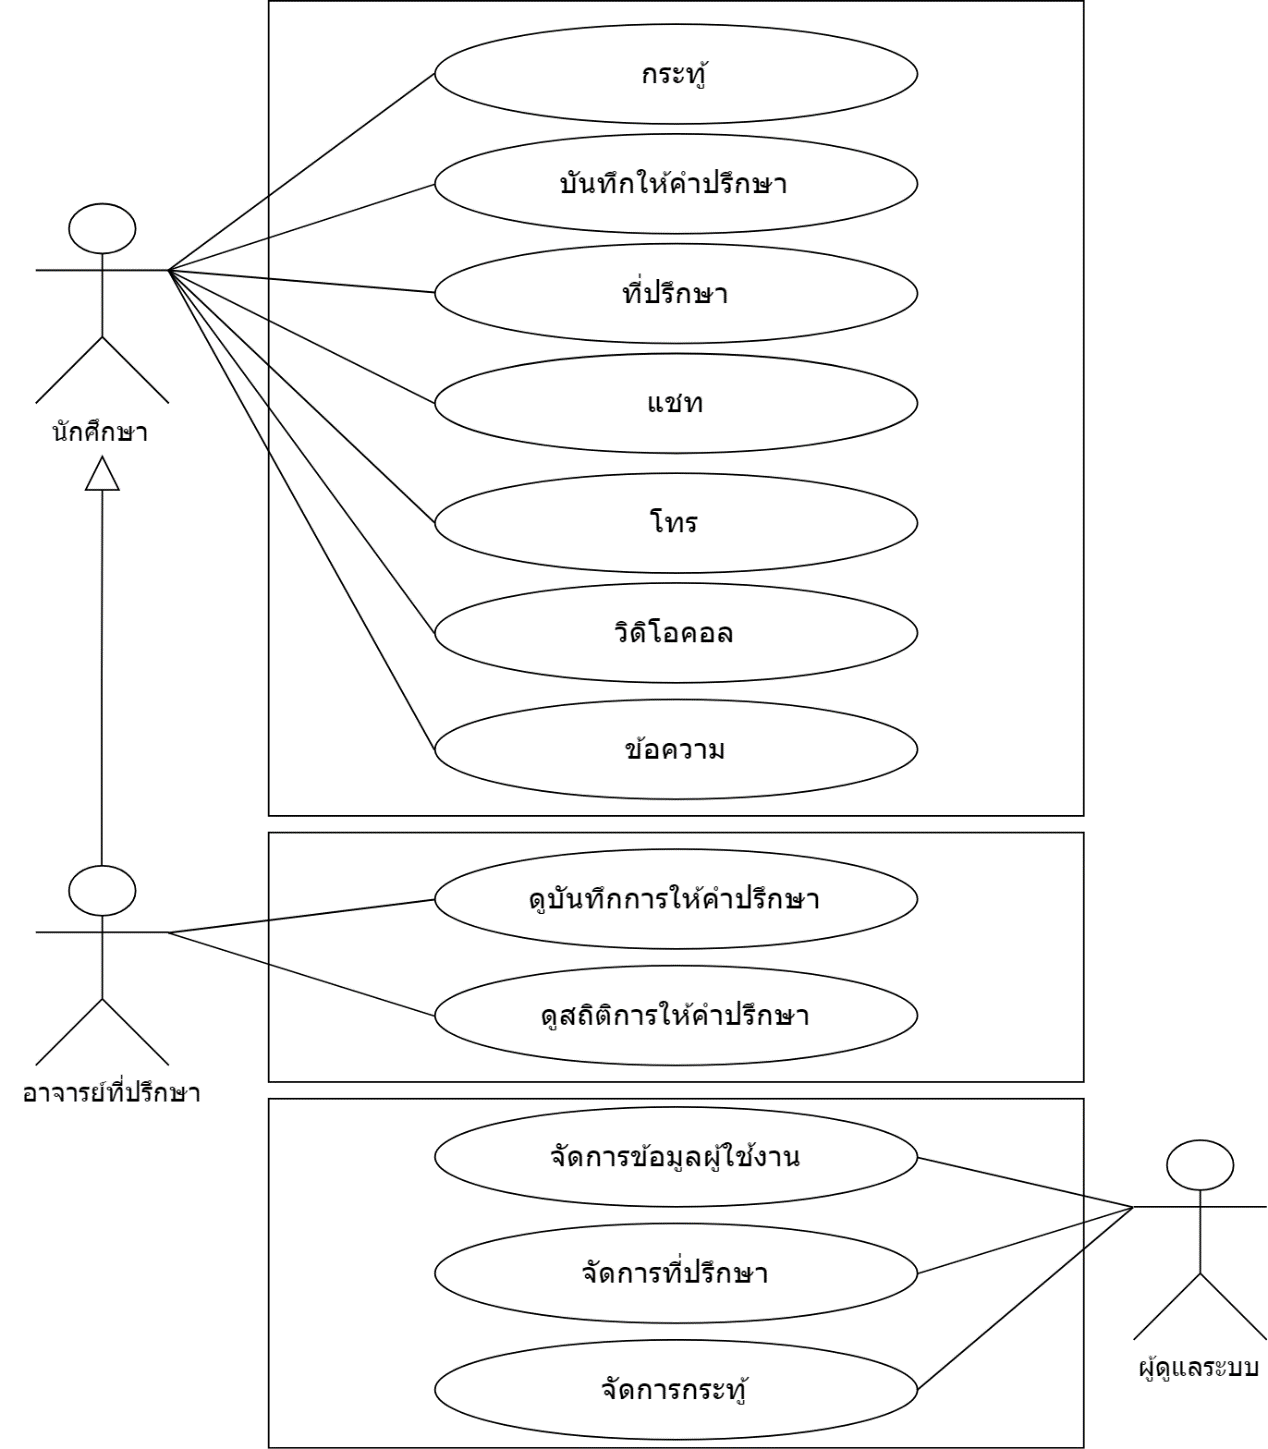 กระทู้
บันทึกให้คำปรึกษา
ที่ปรึกษา
แชท
นักศึกษา
โทร
วิดิโอคอล
ข้อความ
ดูบันทึกการให้คำปรึกษา
ดูสถิติการให้คำปรึกษา
อาจารย์ที่ปรึกษา
จัดการข้อมูลผู้ใช้งาน
จัดการที่ปรึกษา
จัดการกระทู้
ผู้ดูแลระบบ